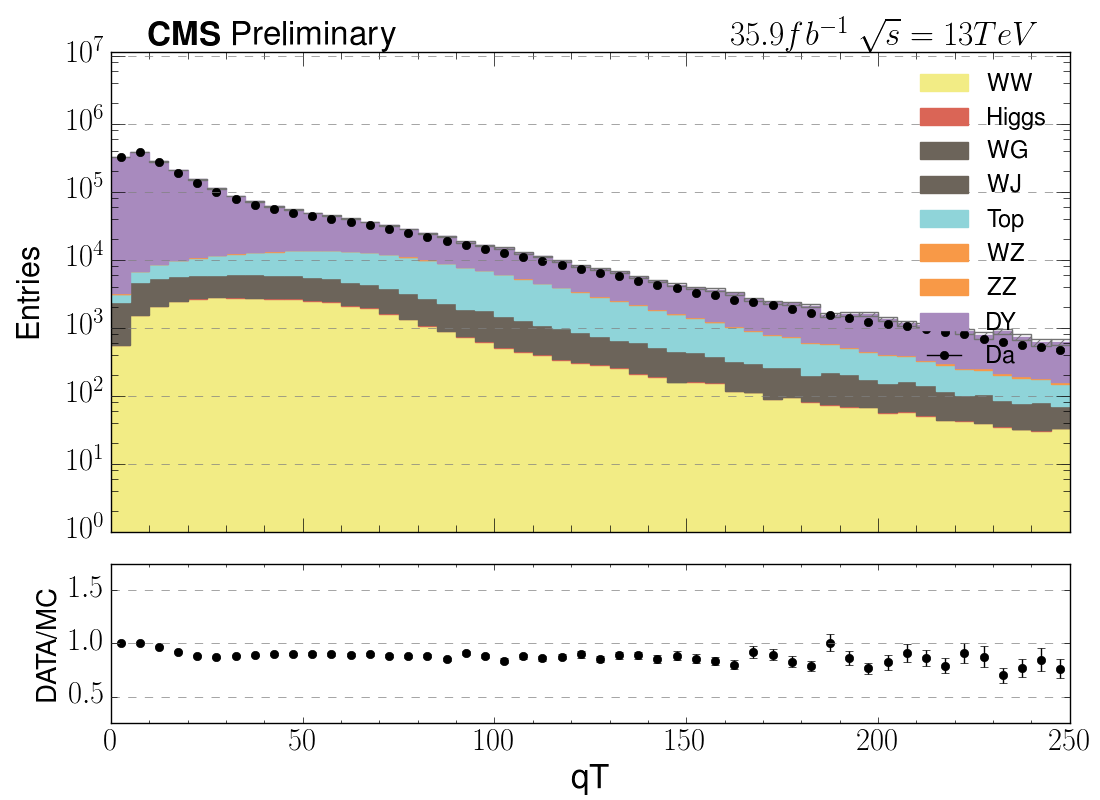 CMS Preliminary 35.9fb⁻¹ √s = 13TeV
10⁷
10⁶
10⁵
10⁴
10³
10²
10¹
10⁰
Entries
WW
Higgs
WG
WJ
Top
WZ
ZZ
DY
Da
1.5
1.0
0.5
DATA/MC
0 50 100 150 200 250
qT